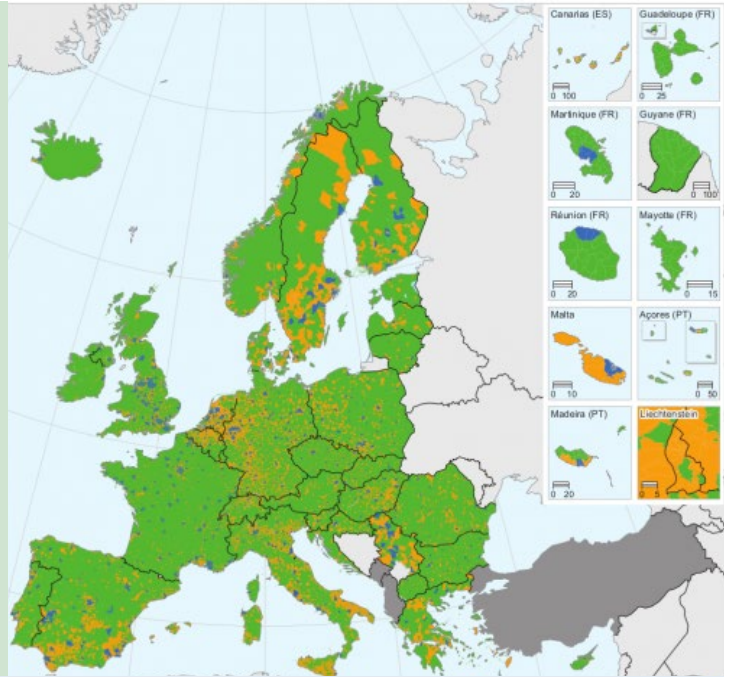 Canarias (ES)
0 100
Guadeloupe (FR)
0 25
Martinique (FR)
0 20
Guyane (FR)
0 100
Réunion (FR)
0 20
Mayotte (FR)
0 15
Malta
0 10
Açores (PT)
0 50
Madeira (PT)
0 20
Liechtenstein
0 5